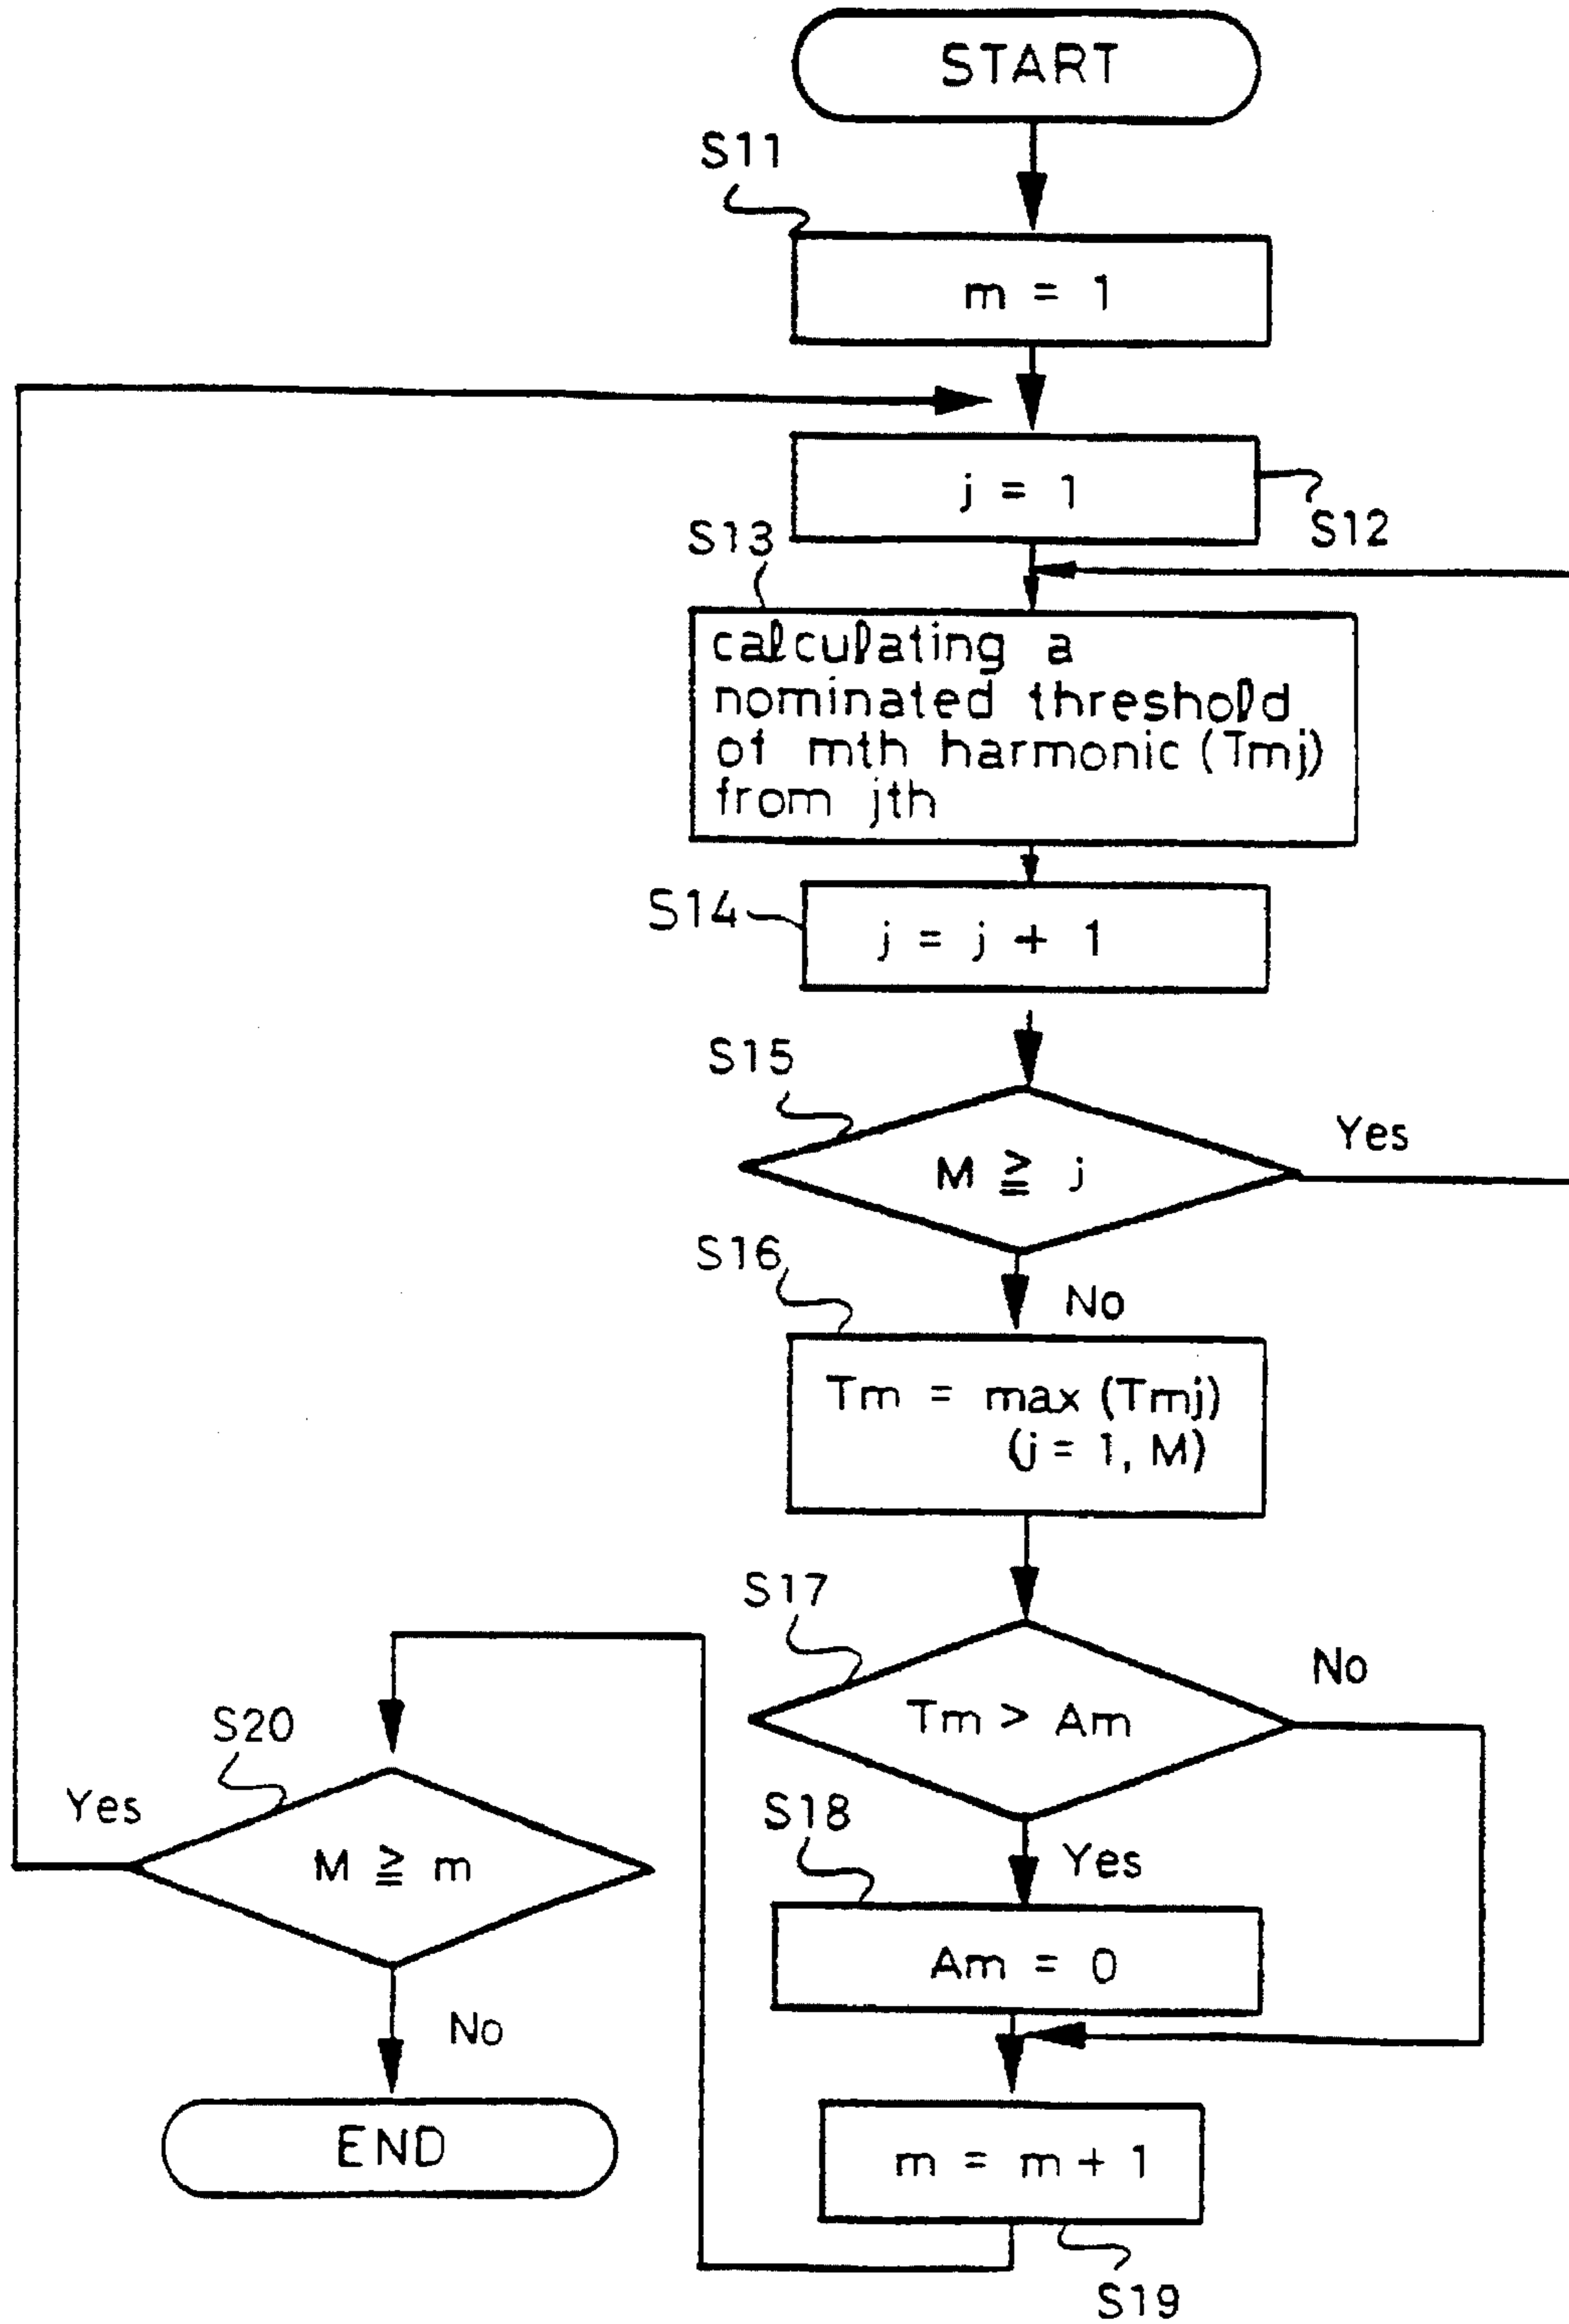 START
S11
m = 1
j = 1
S12
S13
calculating a
nominated threshold
of mth harmonic (Tmj)
from jth
S14
j = j + 1
S15
M ≧ j
Yes
S16
No
Tm = max (Tmj)
(j = 1, M)
S17
Tm > Am
No
S20
Yes
M ≧ m
S18
Yes
Am = 0
No
END
m = m + 1
S19